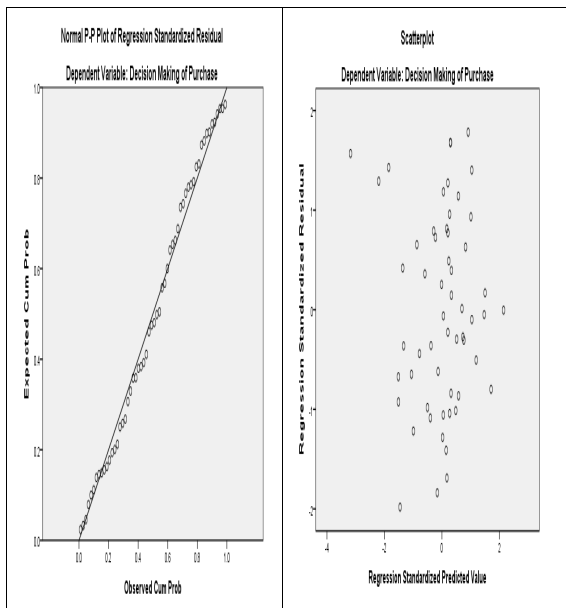 Normal P-P Plot of Regression Standardized Residual
Dependent Variable: Decision Making of Purchase
1.0
0.8
0.6
0.4
0.2
0.0
Expected Cum Prob
0.0 0.2 0.4 0.6 0.8 1.0
Observed Cum Prob
Scatterplot
Dependent Variable: Decision Making of Purchase
2
1
0
-1
-2
Regression Standardized Residual
-4 -2 0 2
Regression Standardized Predicted Value